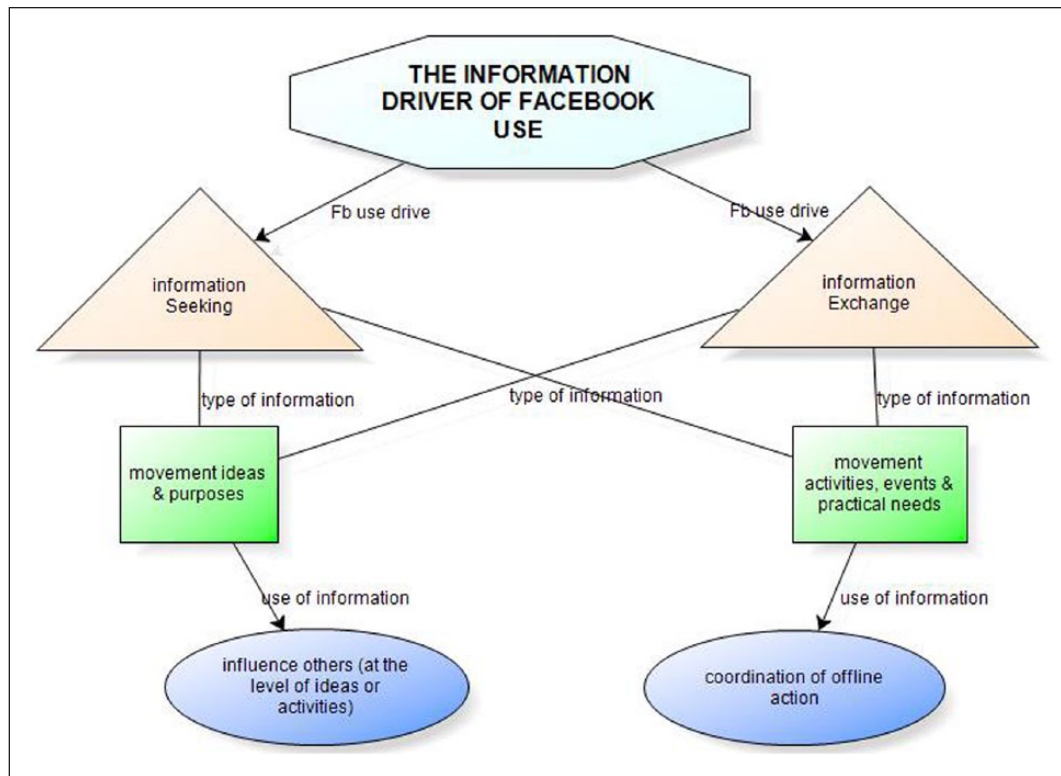 THE INFORMATION
DRIVER OF FACEBOOK
USE
Fb use drive
Fb use drive
information
Seeking
information
Exchange
type of information
type of information
type of information
movement ideas
& purposes
movement
activities, events &
practical needs
use of information
use of information
influence others (at the
level of ideas or
activities)
coordination of offline
action